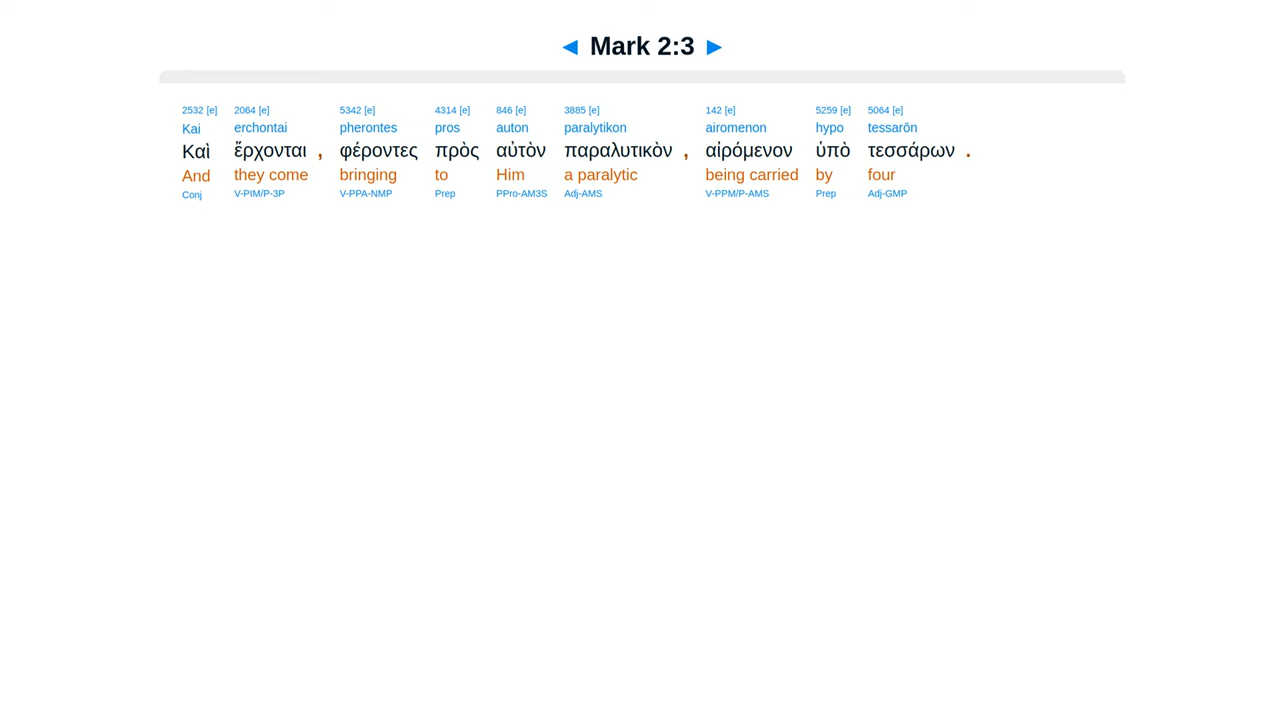 ◄ Mark 2:3 ►
2532 [e] 2064 [e] 5342 [e] 4314 [e] 846 [e] 3885 [e] 142 [e] 5259 [e] 5064 [e]
Kai erchontai pherontes pros auton paralytikon airomenon hypo tessarōn
Καὶ ἔρχονται , φέροντες πρὸς αὐτὸν παραλυτικὸν , αἰρόμενον ὑπὸ τεσσάρων .
And they come bringing to Him a paralytic being carried by four
Conj V-PIM/P-3P V-PPA-NMP Prep PPro-AM3S Adj-AMS V-PPM/P-AMS Prep Adj-GMP